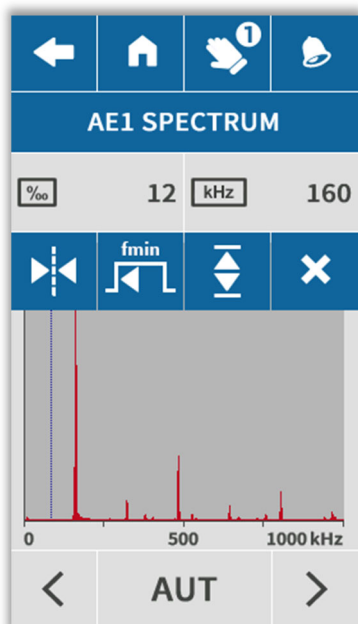 1
AE1 SPECTRUM
‰ 12 kHz 160
fmin
0 500 1000 kHz
AUT